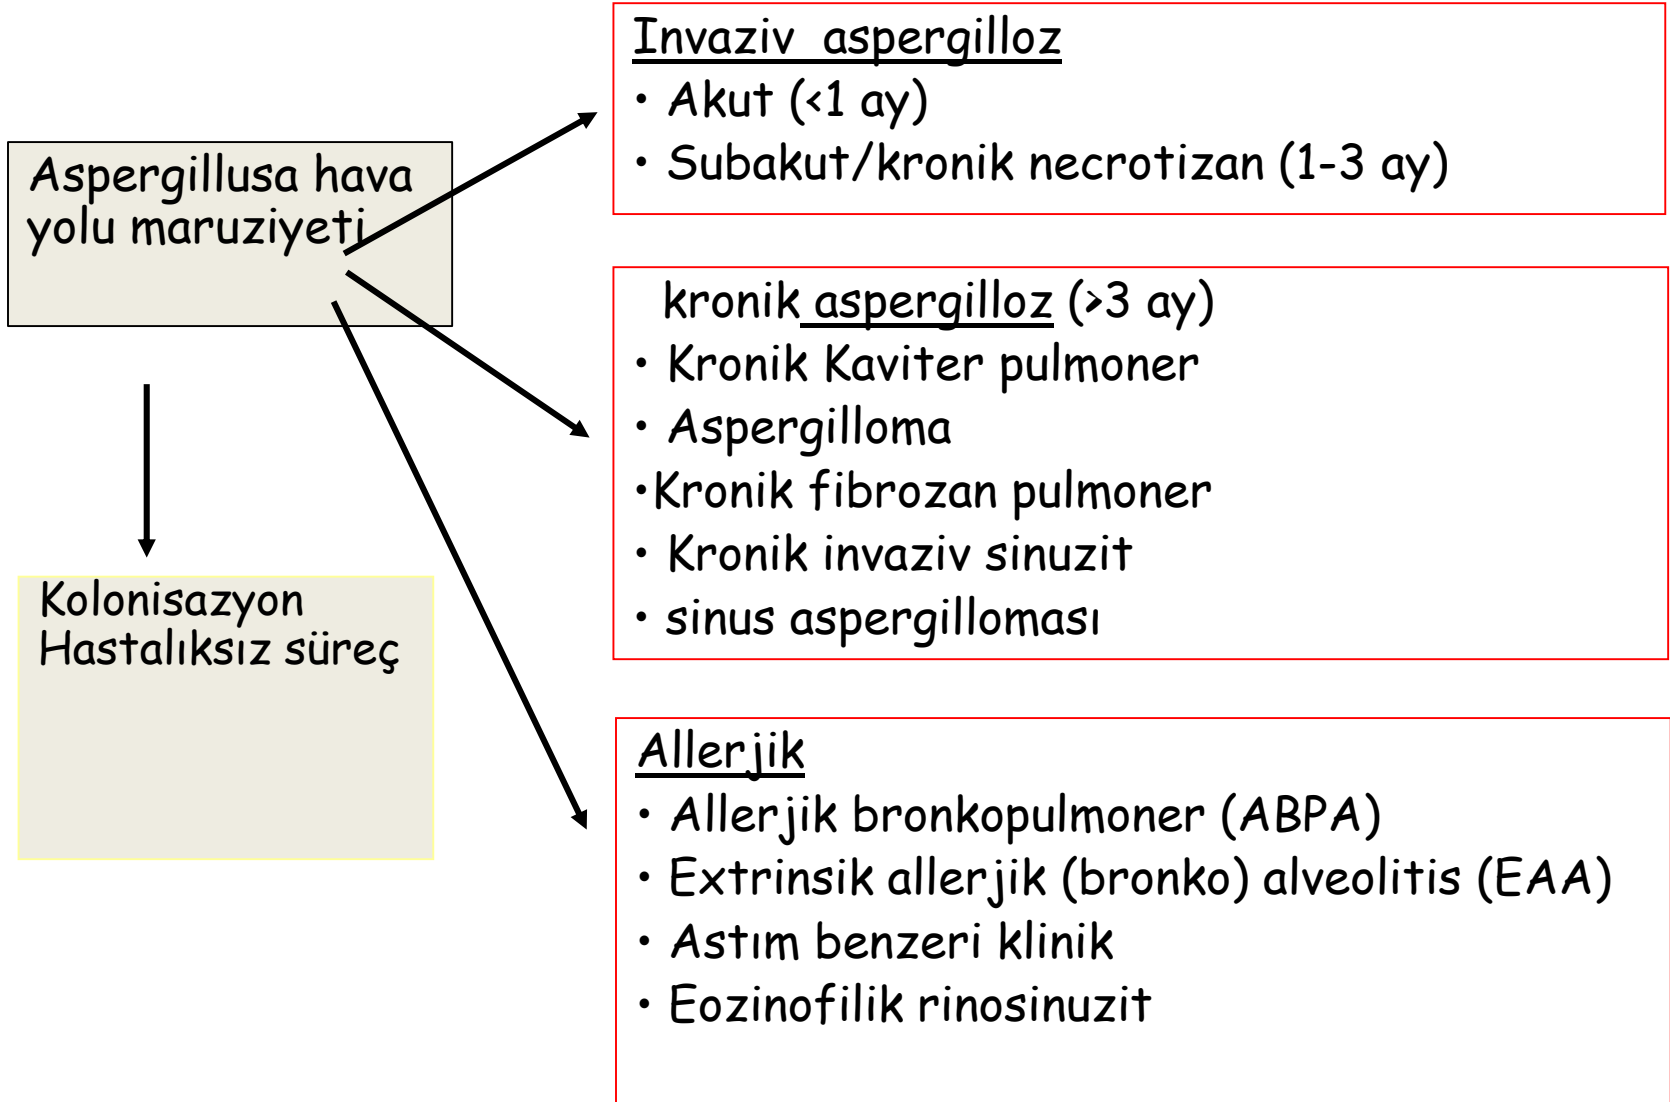 Aspergillusa hava
yolu maruziyeti
Kolonisazyon
Hastalıksız süreç
Invaziv aspergilloz
• Akut (<1 ay)
• Subakut/kronik necrotizan (1-3 ay)
kronik aspergilloz (>3 ay)
• Kronik Kaviter pulmoner
• Aspergilloma
•Kronik fibrozan pulmoner
• Kronik invaziv sinuzit
• sinus aspergilloması
Allerjik
• Allerjik bronkopulmoner (ABPA)
• Extrinsik allerjik (bronko) alveolitis (EAA)
• Astım benzeri klinik
• Eozinofilik rinosinuzit